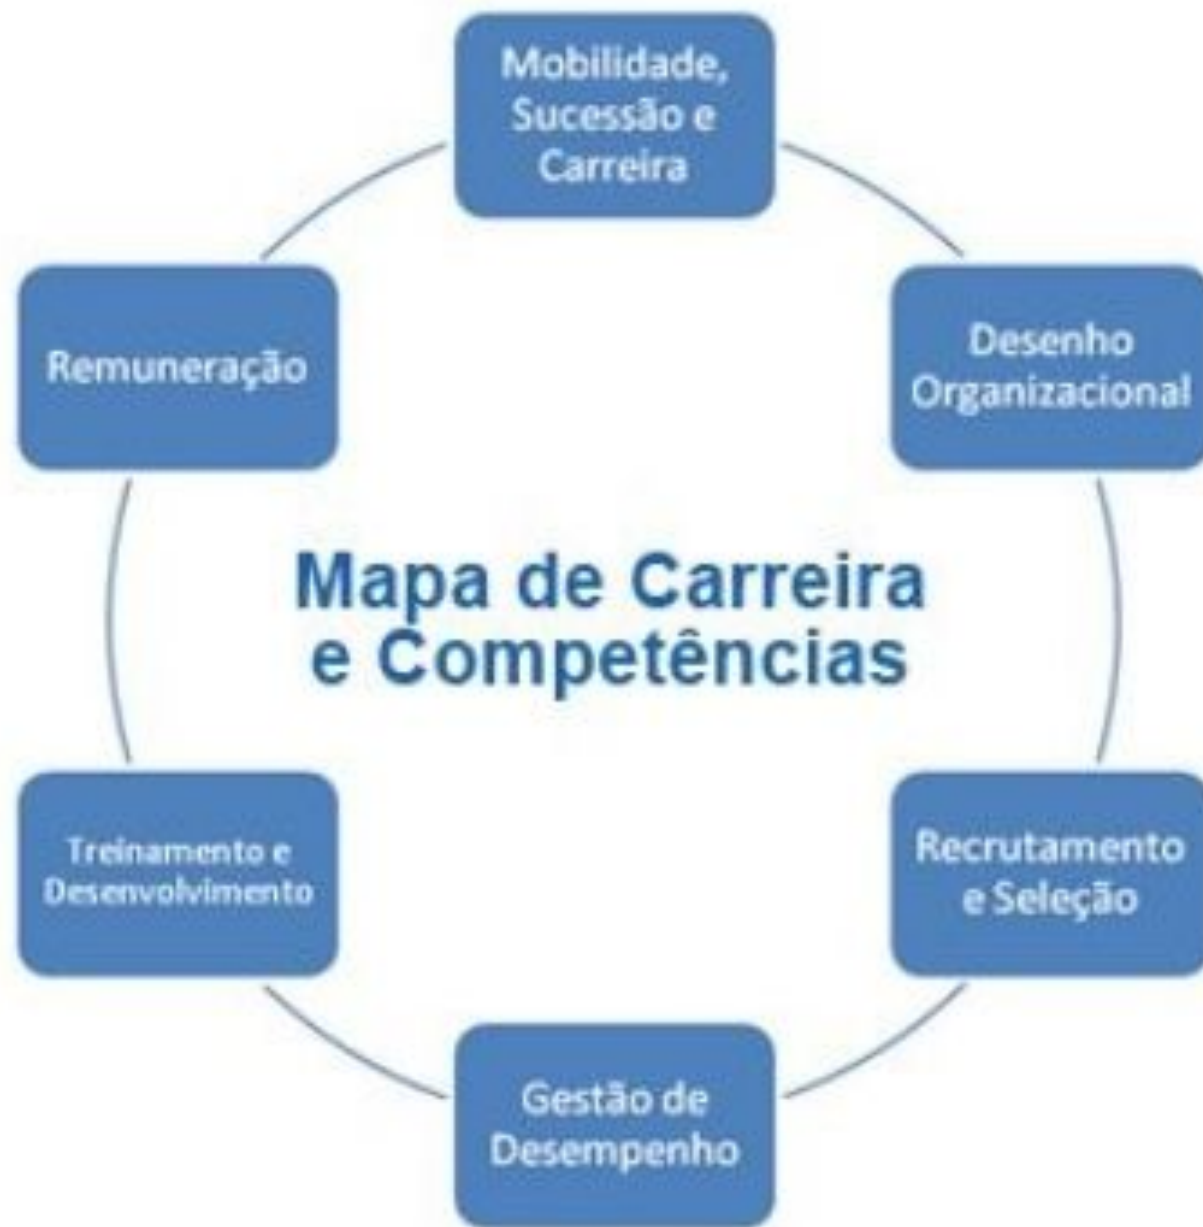 Mobilidade,
Sucessão e
Carreira
Desenho
Organizacional
Recrutamento
e Seleção
Gestão de
Desempenho
Treinamento e
Desenvolvimento
Remuneração
Mapa de Carreira
e Competências